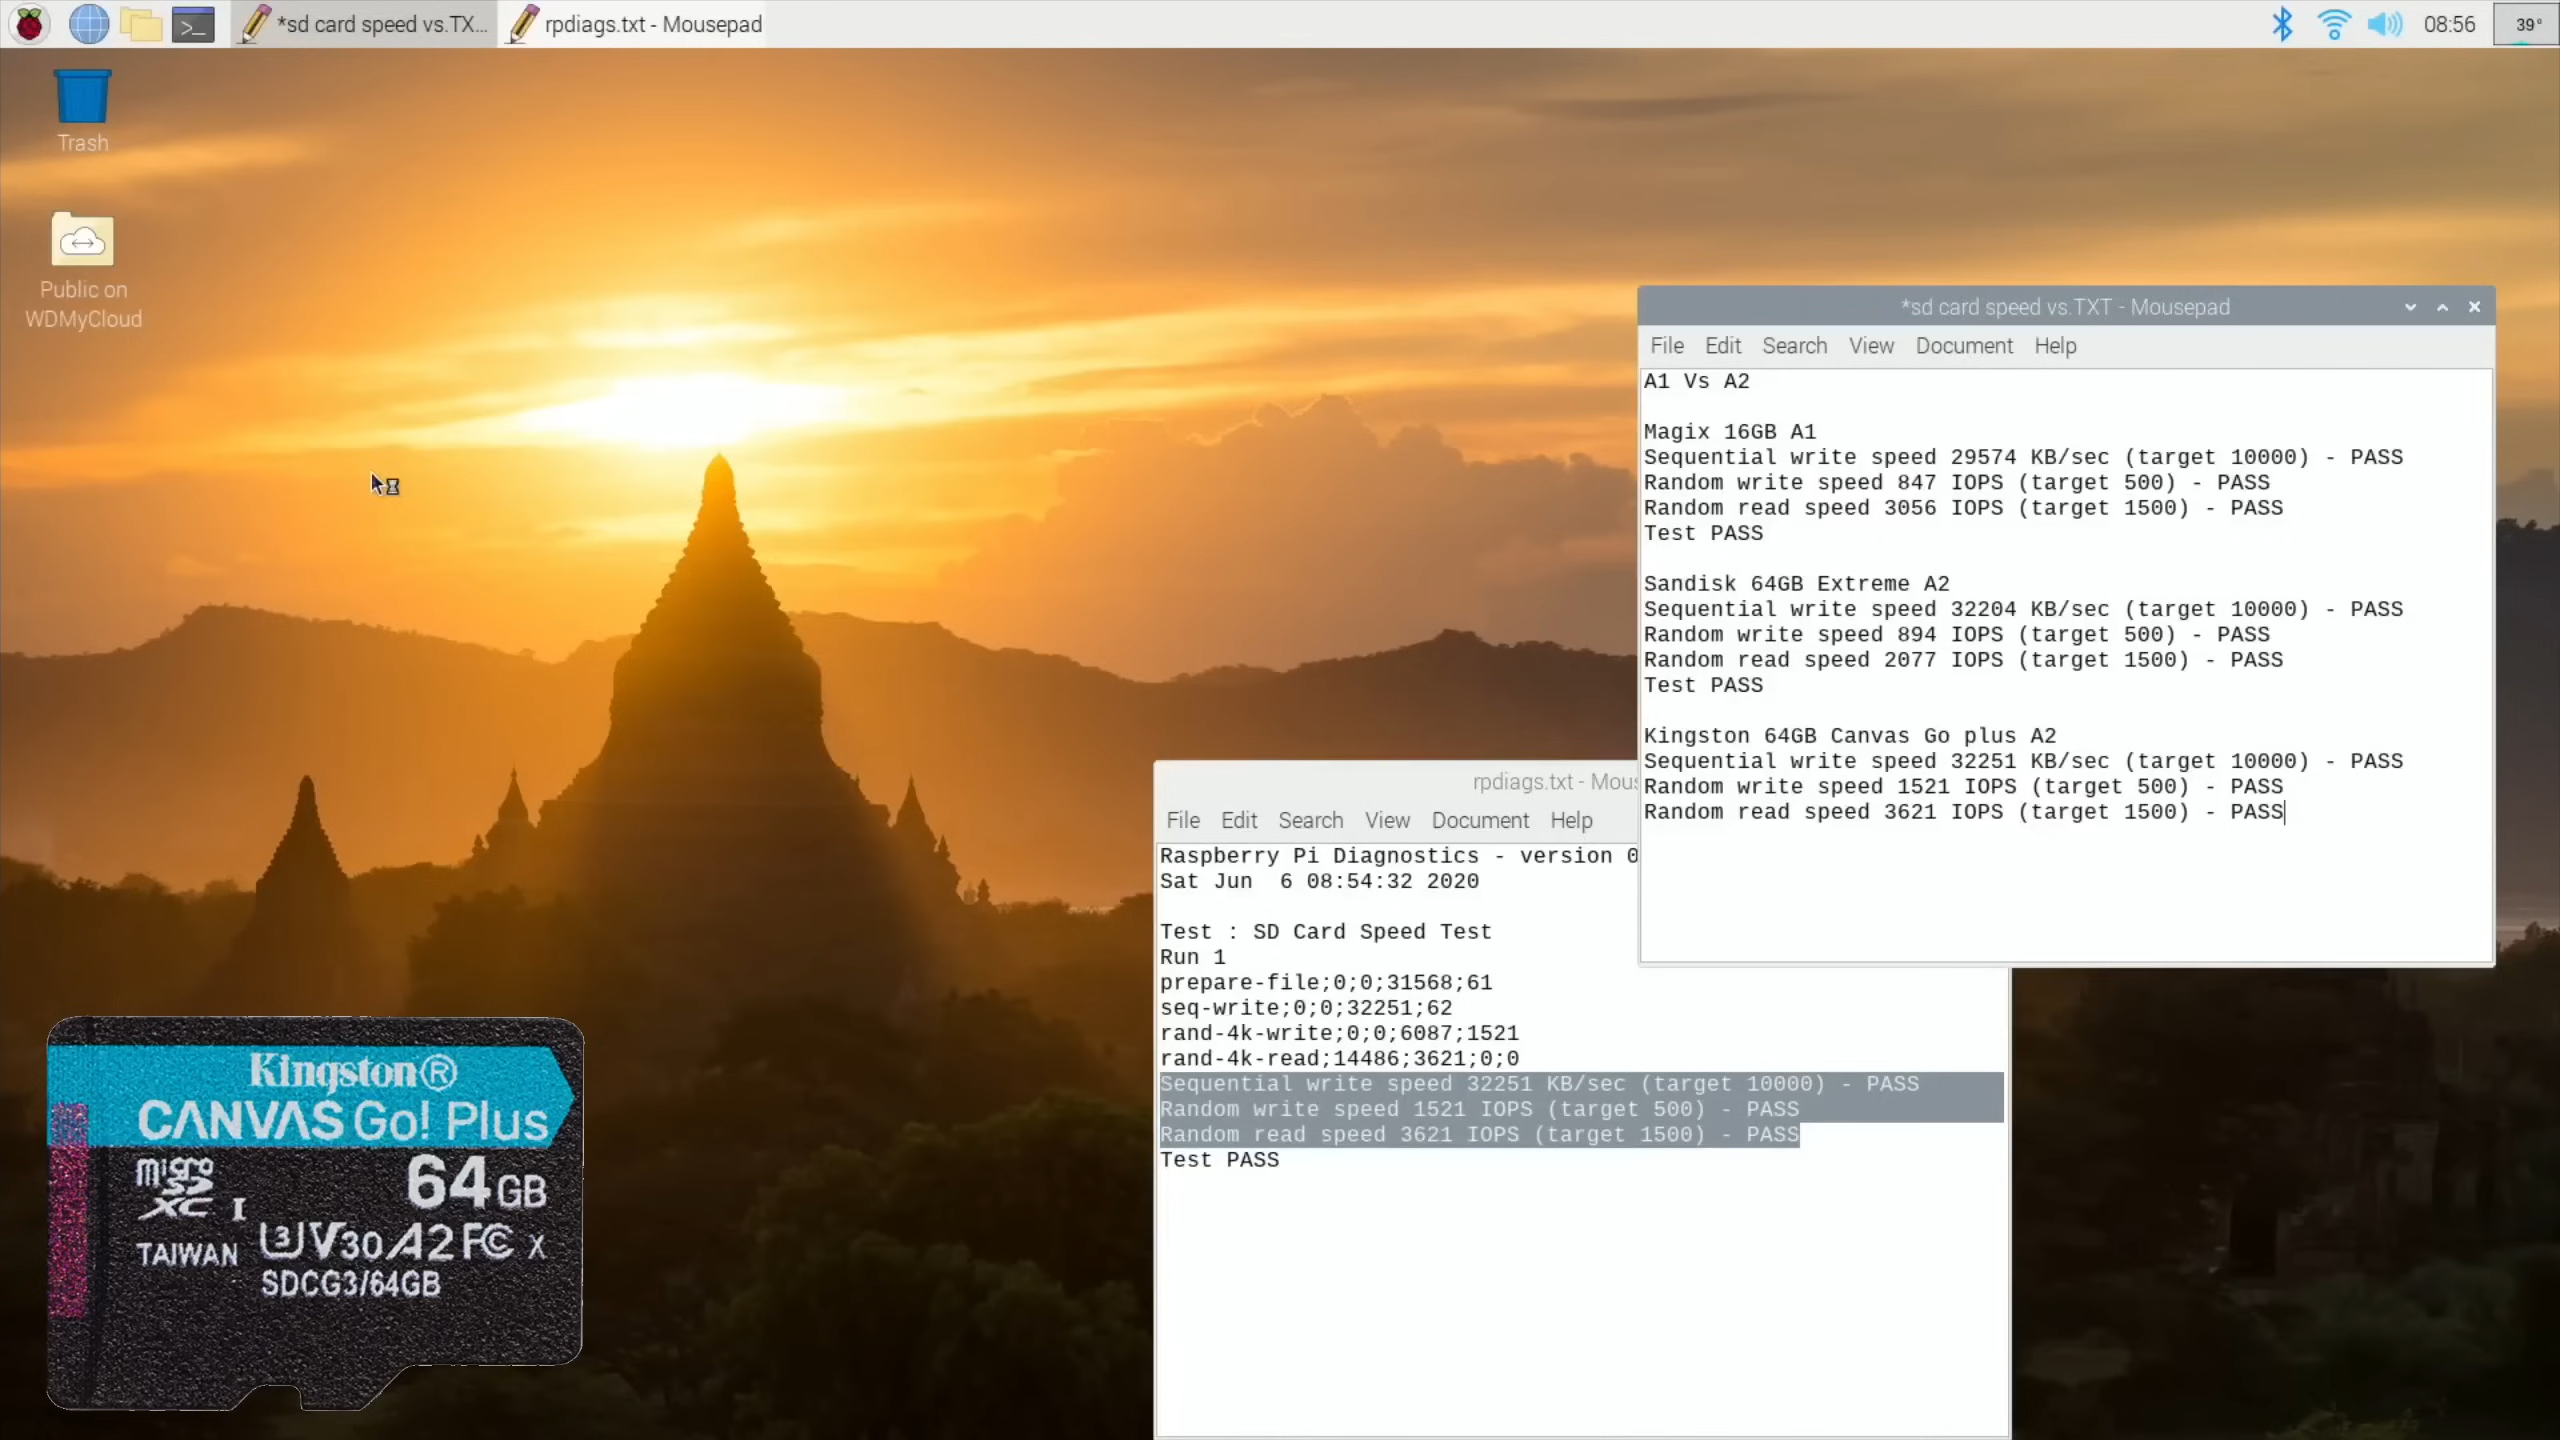 *sd card speed vs.TX...
rpdiags.txt - Mousepad
08:56
39°
Trash
Public on
WDMyCloud
*sd card speed vs.TXT - Mousepad
File Edit Search View Document Help
A1 Vs A2
Magix 16GB A1
Sequential write speed 29574 KB/sec (target 10000) - PASS
Random write speed 847 IOPS (target 500) - PASS
Random read speed 3056 IOPS (target 1500) - PASS
Test PASS
Sandisk 64GB Extreme A2
Sequential write speed 32204 KB/sec (target 10000) - PASS
Random write speed 894 IOPS (target 500) - PASS
Random read speed 2077 IOPS (target 1500) - PASS
Test PASS
Kingston 64GB Canvas Go plus A2
Sequential write speed 32251 KB/sec (target 10000) - PASS
Random write speed 1521 IOPS (target 500) - PASS
Random read speed 3621 IOPS (target 1500) - PASS
rpdiags.txt - Mous
File Edit Search View Document Help
Raspberry Pi Diagnostics - version 0
Sat Jun  6 08:54:32 2020
Test : SD Card Speed Test
Run 1
prepare-file;0;0;31568;61
seq-write;0;0;32251;62
rand-4k-write;0;0;6087;1521
rand-4k-read;14486;3621;0;0
Sequential write speed 32251 KB/sec (target 10000) - PASS
Random write speed 1521 IOPS (target 500) - PASS
Random read speed 3621 IOPS (target 1500) - PASS
Test PASS
Kingston®
CANVAS Go! Plus
micro SD XC I 64GB
TAIWAN U3 V30 A2 FC X
SDCG3/64GB